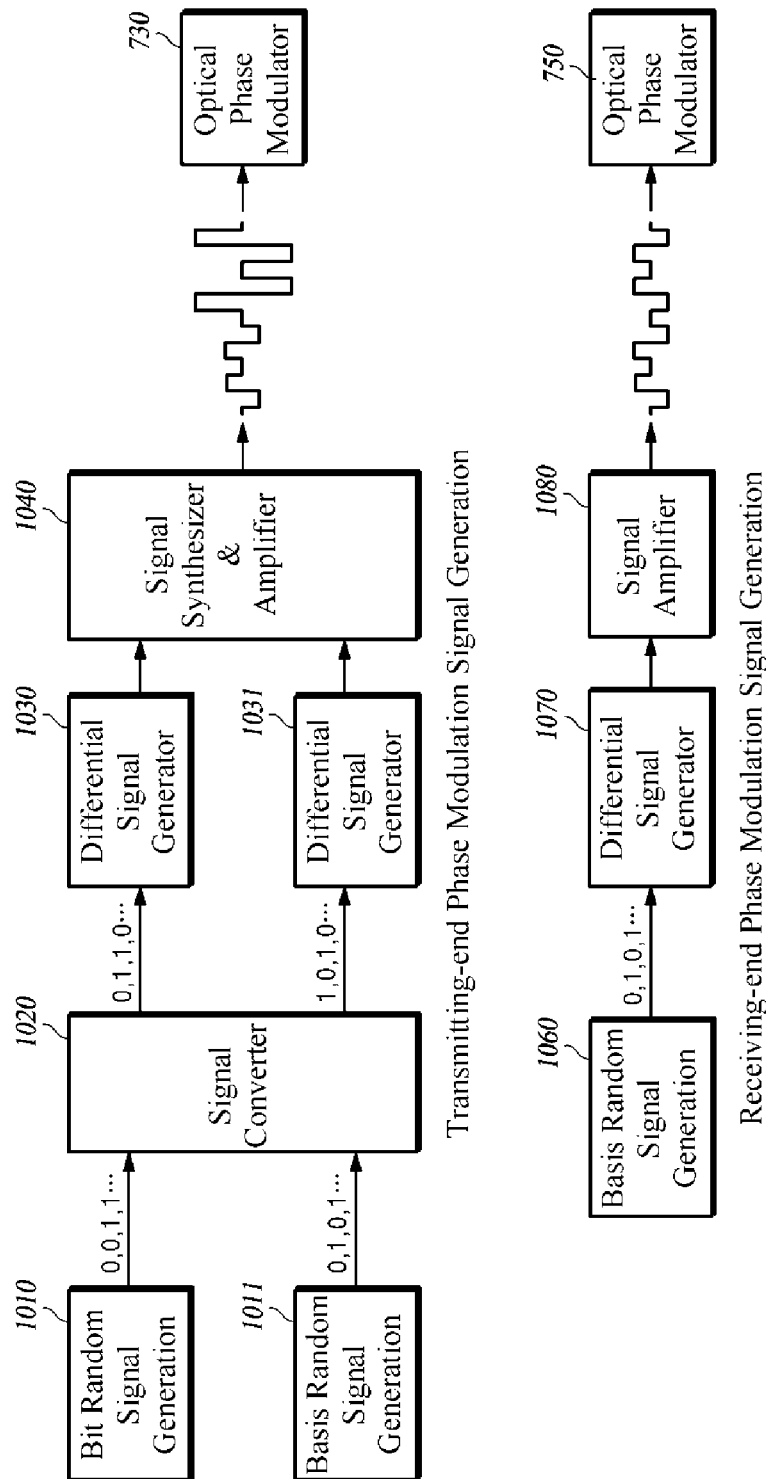 1010
Bit Random
Signal
Generation
0,0,1,1···
1011
Basis Random
Signal
Generation
0,1,0,1···
1020
Signal
Converter
0,1,1,0···
1,0,1,0···
1030
Differential
Signal
Generator
1031
Differential
Signal
Generator
1040
Signal
Synthesizer
&
Amplifier
730
Optical
Phase
Modulator
Transmitting-end Phase Modulation Signal Generation
1060
Basis Random
Signal
Generation
0,1,0,1···
1070
Differential
Signal
Generator
1080
Signal
Amplifier
750
Optical
Phase
Modulator
Receiving-end Phase Modulation Signal Generation